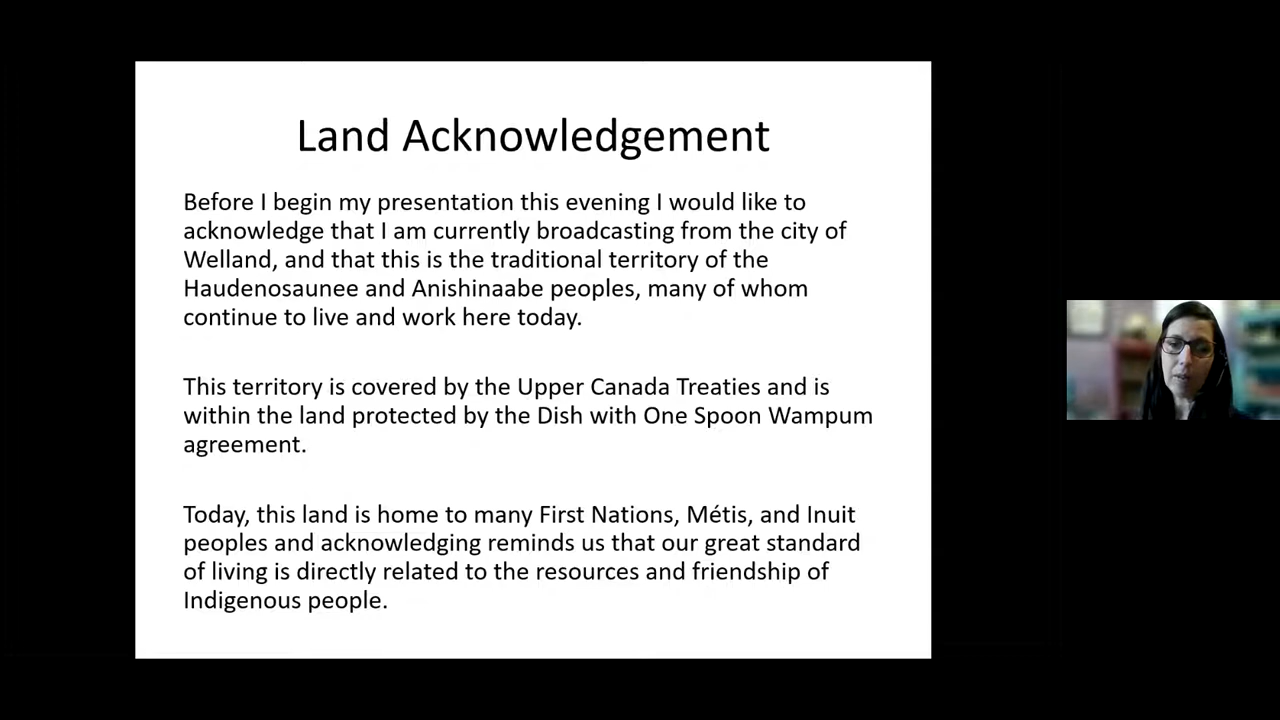 Land Acknowledgement
Before I begin my presentation this evening I would like to
acknowledge that I am currently broadcasting from the city of
Welland, and that this is the traditional territory of the
Haudenosaunee and Anishinaabe peoples, many of whom
continue to live and work here today.
This territory is covered by the Upper Canada Treaties and is
within the land protected by the Dish with One Spoon Wampum
agreement.
Today, this land is home to many First Nations, Métis, and Inuit
peoples and acknowledging reminds us that our great standard
of living is directly related to the resources and friendship of
Indigenous people.